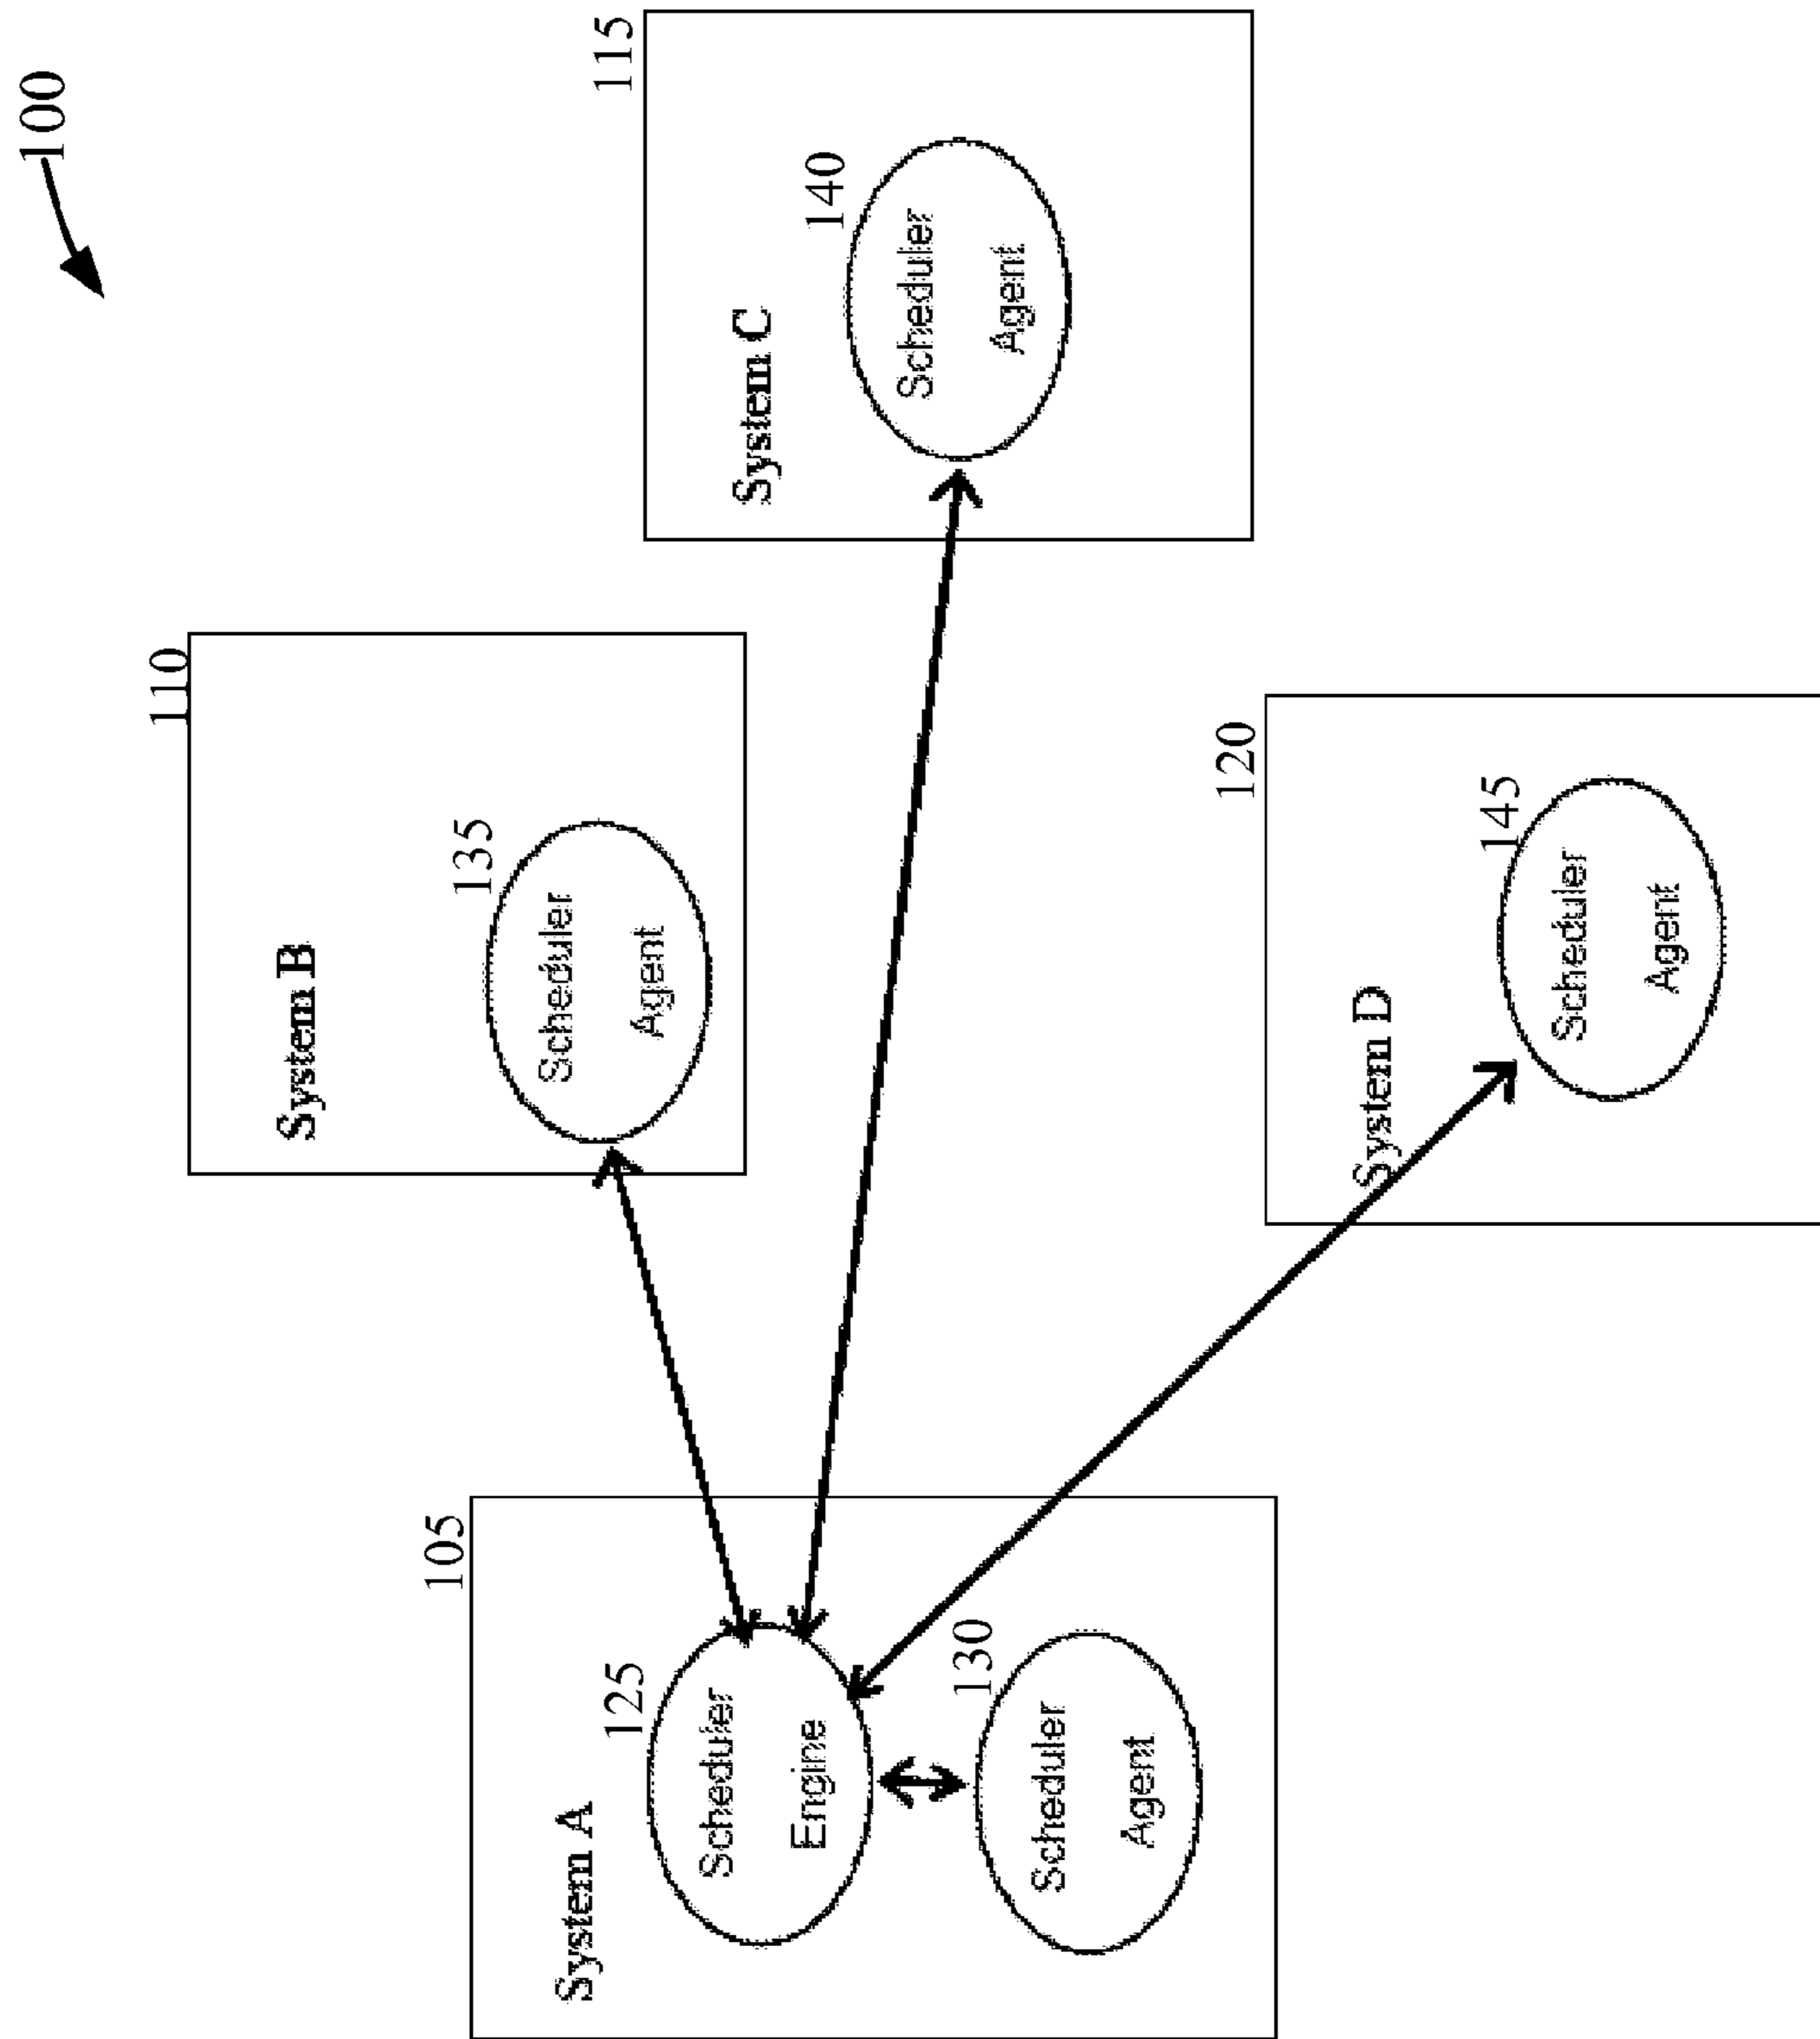 100
System A
105
125
Scheduler
Engine
130
Scheduler
Agent
System B
110
135
Scheduler
Agent
System C
115
140
Scheduler
Agent
System D
120
145
Scheduler
Agent